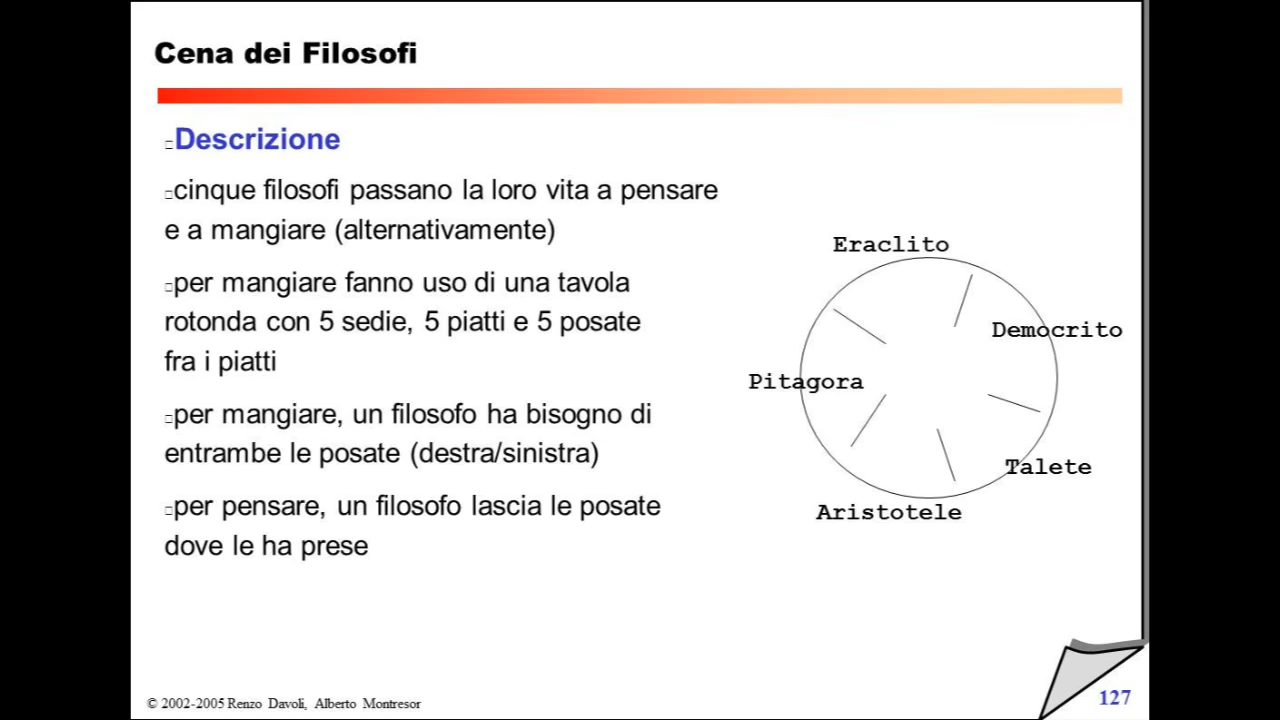 Cena dei Filosofi
Descrizione
cinque filosofi passano la loro vita a pensare
e a mangiare (alternativamente)
per mangiare fanno uso di una tavola
rotonda con 5 sedie, 5 piatti e 5 posate
fra i piatti
per mangiare, un filosofo ha bisogno di
entrambe le posate (destra/sinistra)
per pensare, un filosofo lascia le posate
dove le ha prese
Eraclito
Democrito
Pitagora
Talete
Aristotele
© 2002-2005 Renzo Davoli, Alberto Montresor
127